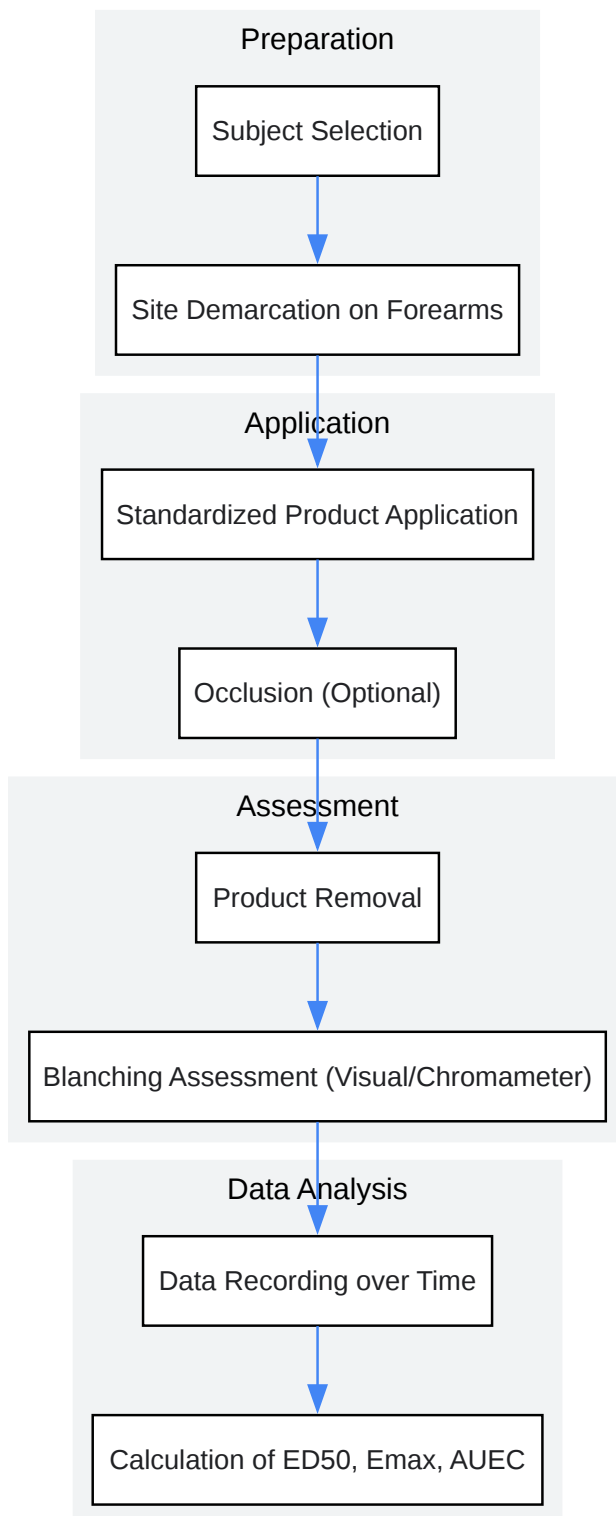 Preparation
Subject Selection
Site Demarcation on Forearms
Application
Standardized Product Application
Occlusion (Optional)
Assessment
Product Removal
Blanching Assessment (Visual/Chromameter)
Data Analysis
Data Recording over Time
Calculation of ED50, Emax, AUEC